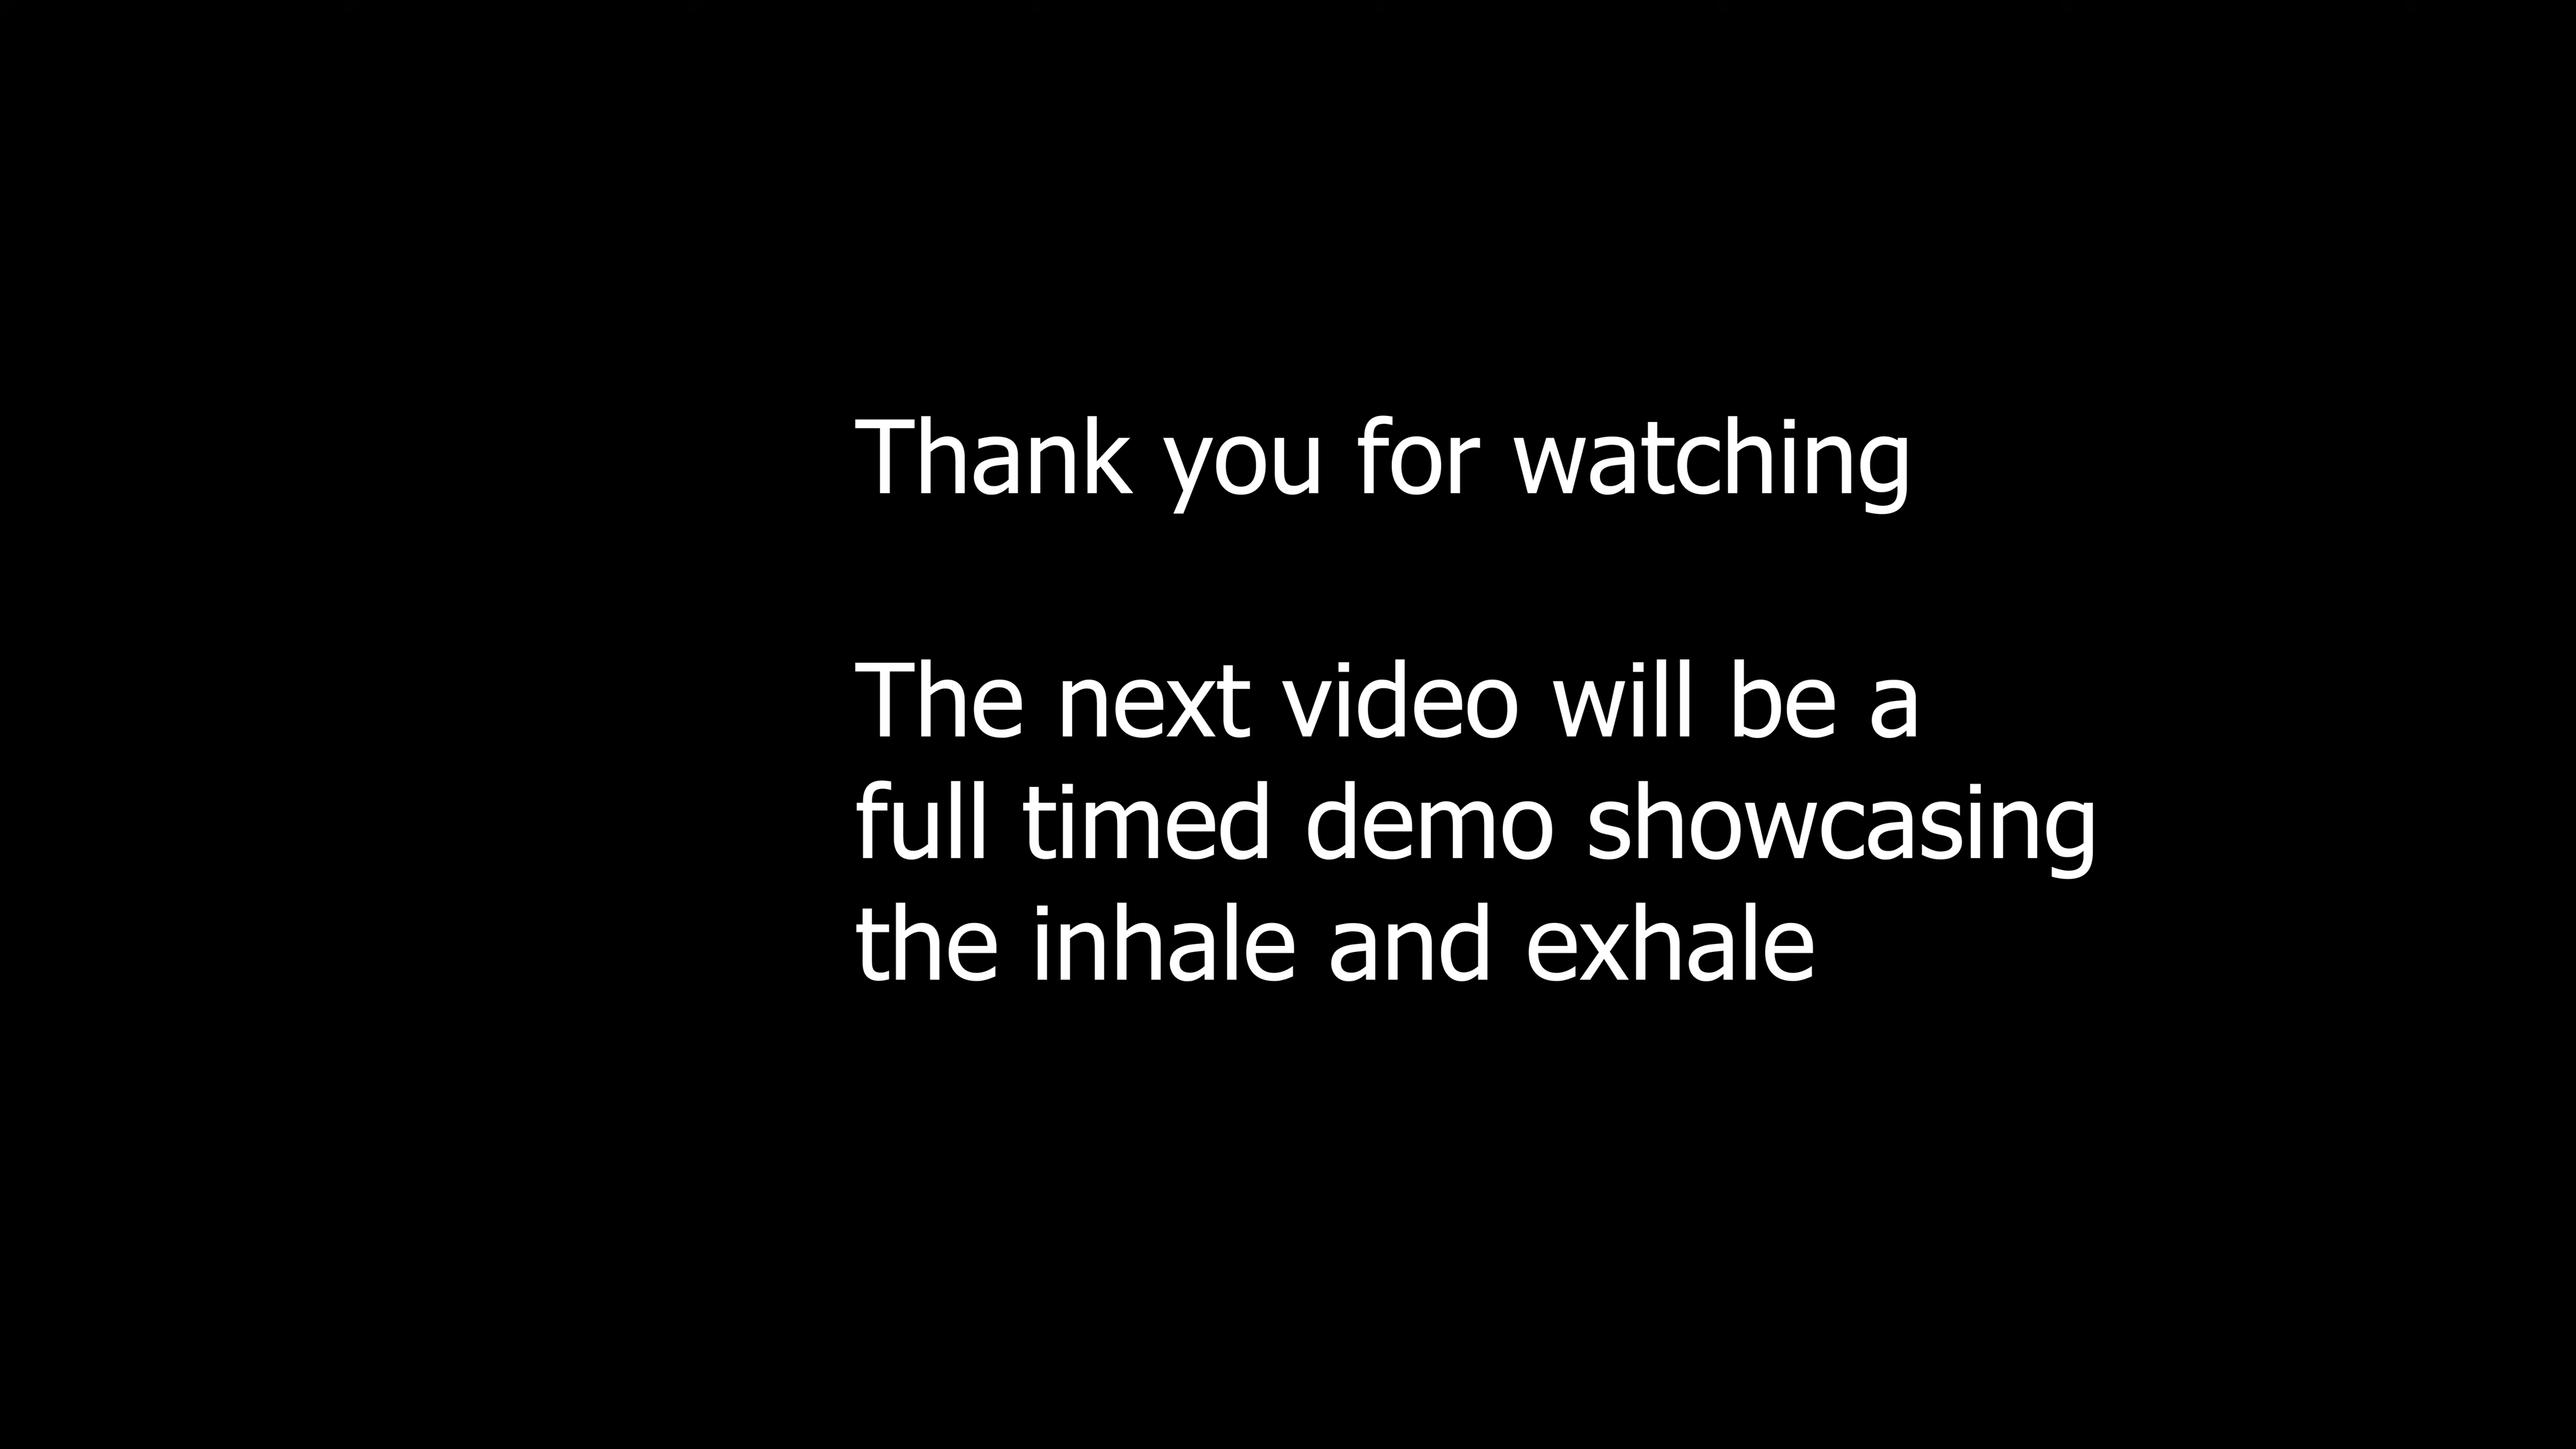 Thank you for watching
The next video will be a
full timed demo showcasing
the inhale and exhale